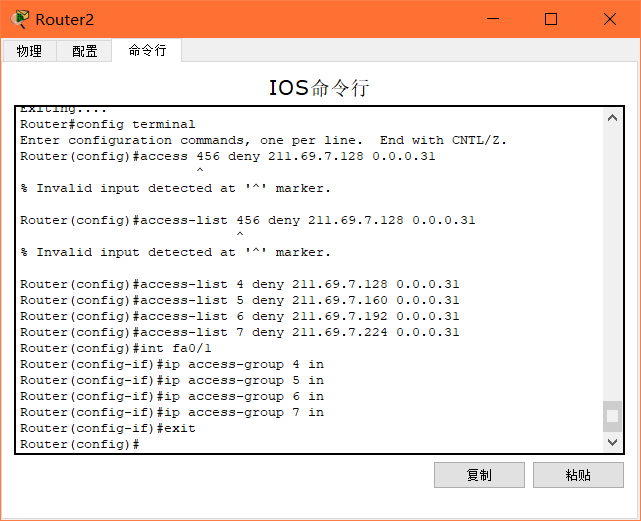 Router2
物理 配置 命令行
IOS命令行
Exiting....
Router#config terminal
Enter configuration commands, one per line.  End with CNTL/Z.
Router(config)#access 456 deny 211.69.7.128 0.0.0.31
^
% Invalid input detected at '^' marker.
Router(config)#access-list 456 deny 211.69.7.128 0.0.0.31
^
% Invalid input detected at '^' marker.
Router(config)#access-list 4 deny 211.69.7.128 0.0.0.31
Router(config)#access-list 5 deny 211.69.7.160 0.0.0.31
Router(config)#access-list 6 deny 211.69.7.192 0.0.0.31
Router(config)#access-list 7 deny 211.69.7.224 0.0.0.31
Router(config)#int fa0/1
Router(config-if)#ip access-group 4 in
Router(config-if)#ip access-group 5 in
Router(config-if)#ip access-group 6 in
Router(config-if)#ip access-group 7 in
Router(config-if)#exit
Router(config)#
复制 粘贴